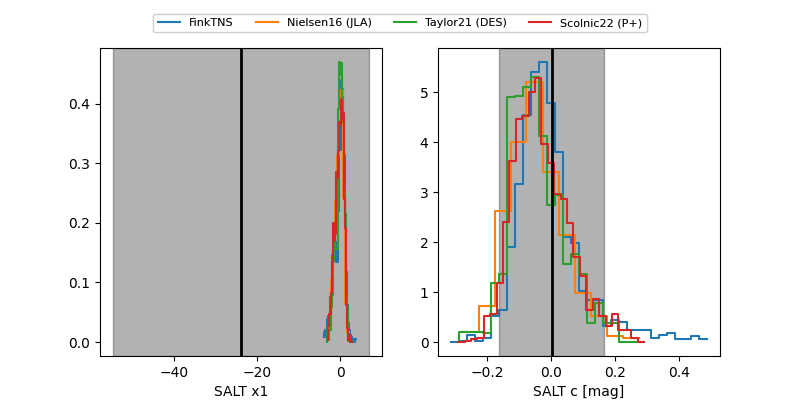 FinkTNS Nielsen16 (JLA) Taylor21 (DES) Scolnic22 (P+)
0.4
0.3
0.2
0.1
0.0
−40 −20 0
SALT x1
5
4
3
2
1
0
−0.2 0.0 0.2 0.4
SALT c [mag]